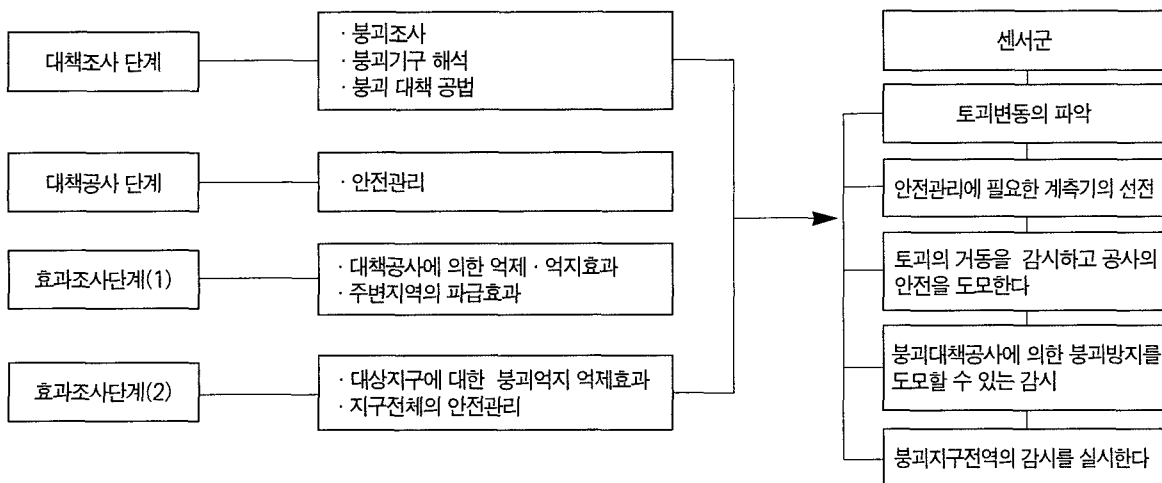 대책조사 단계
· 붕괴조사
· 붕괴기구 해석
· 붕괴 대책 공법
대책공사 단계
· 안전관리
효과조사단계(1)
· 대책공사에 의한 억제 · 억지효과
· 주변지역의 파급효과
효과조사단계(2)
· 대상지구에 대한 붕괴억지 억제효과
· 지구전체의 안전관리
센서군
토괴변동의 파악
안전관리에 필요한 계측기의 선전
토괴의 거동을 감시하고 공사의
안전을 도모한다
붕괴대책공사에 의한 붕괴방지를
도모할 수 있는 감시
붕괴지구전역의 감시를 실시한다